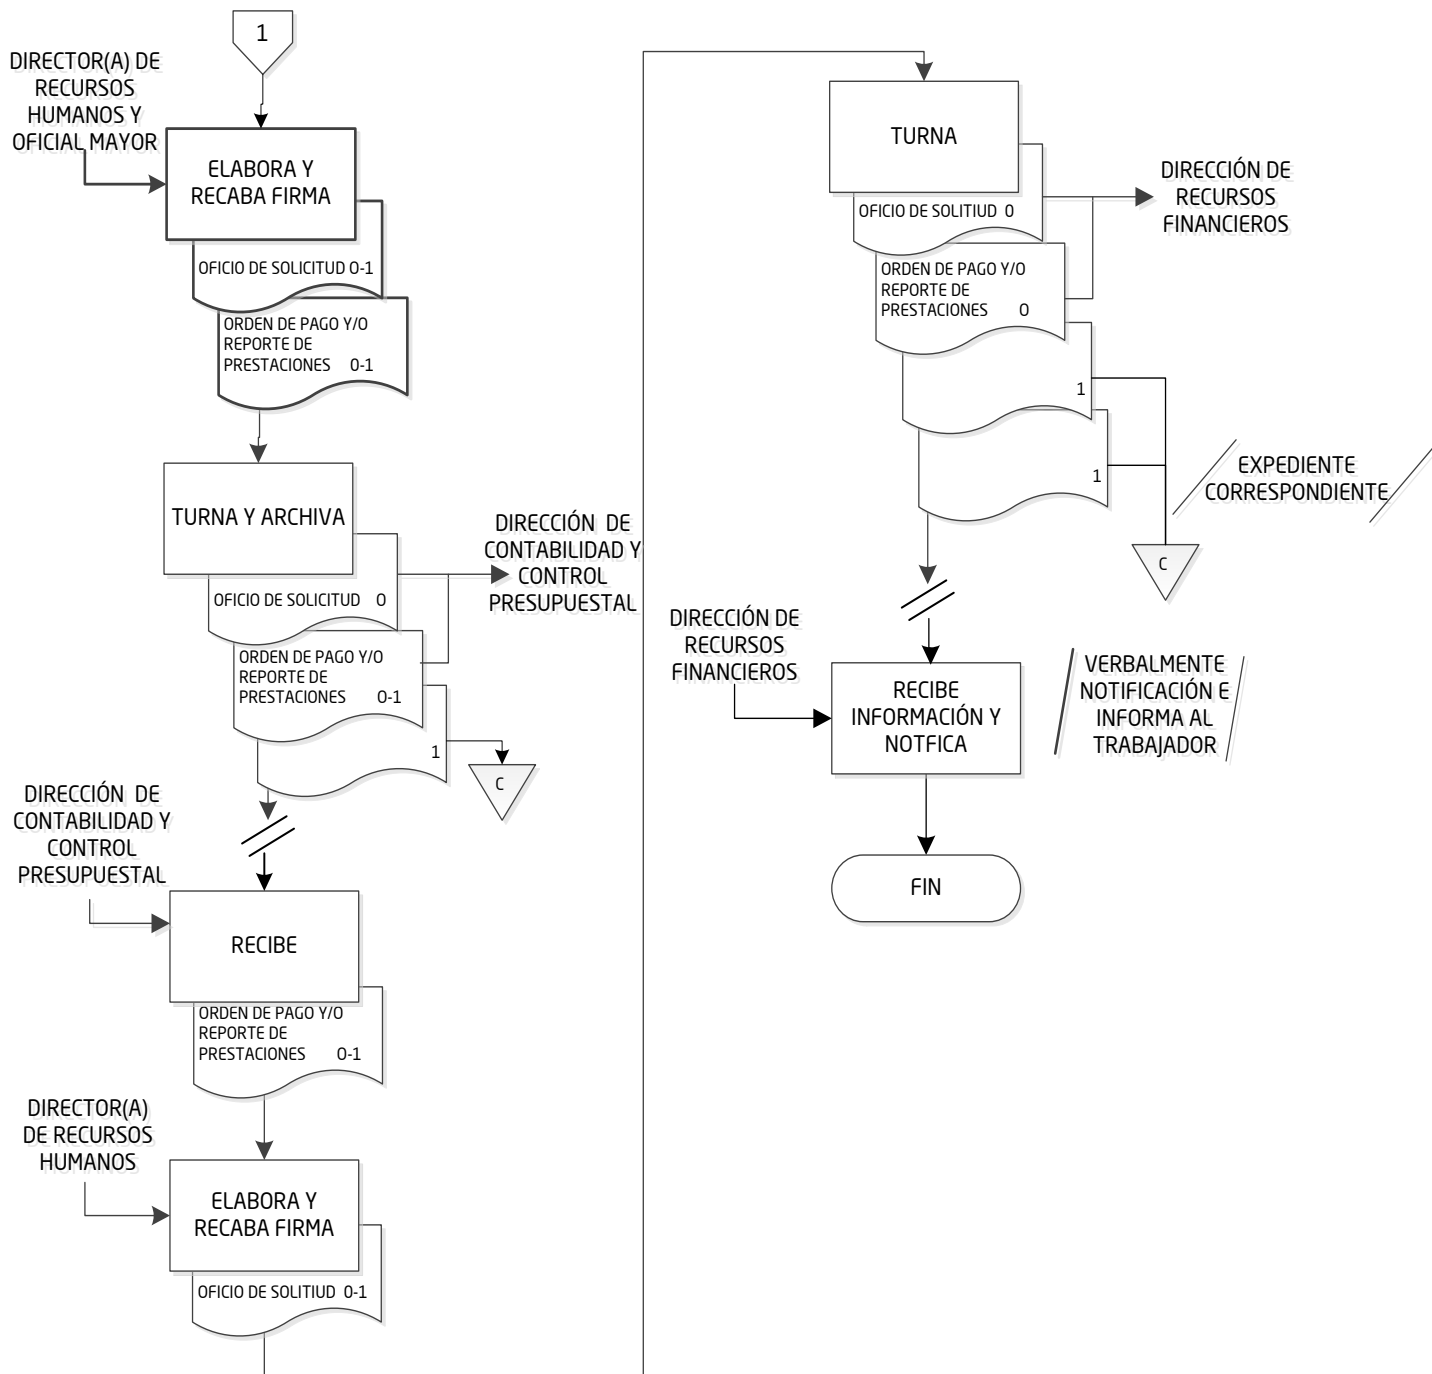 1
DIRECTOR(A) DE
RECURSOS
HUMANOS Y
OFICIAL MAYOR
ELABORA Y
RECABA FIRMA
OFICIO DE SOLICITUD 0-1
ORDEN DE PAGO Y/O
REPORTE DE
PRESTACIONES 0-1
TURNA Y ARCHIVA
DIRECCIÓN DE
CONTABILIDAD Y
CONTROL
PRESUPUESTAL
OFICIO DE SOLICITUD 0
ORDEN DE PAGO Y/O
REPORTE DE
PRESTACIONES 0-1
1
C
DIRECCIÓN DE
CONTABILIDAD Y
CONTROL
PRESUPUESTAL
RECIBE
ORDEN DE PAGO Y/O
REPORTE DE
PRESTACIONES 0-1
DIRECTOR(A)
DE RECURSOS
HUMANOS
ELABORA Y
RECABA FIRMA
OFICIO DE SOLITIUD 0-1
TURNA
DIRECCIÓN DE
RECURSOS
FINANCIEROS
OFICIO DE SOLITIUD 0
ORDEN DE PAGO Y/O
REPORTE DE
PRESTACIONES 0
1
1
EXPEDIENTE
CORRESPONDIENTE
C
DIRECCIÓN DE
RECURSOS
FINANCIEROS
RECIBE
INFORMACIÓN Y
NOTFICA
VERBALMENTE
NOTIFICACIÓN E
INFORMA AL
TRABAJADOR
FIN